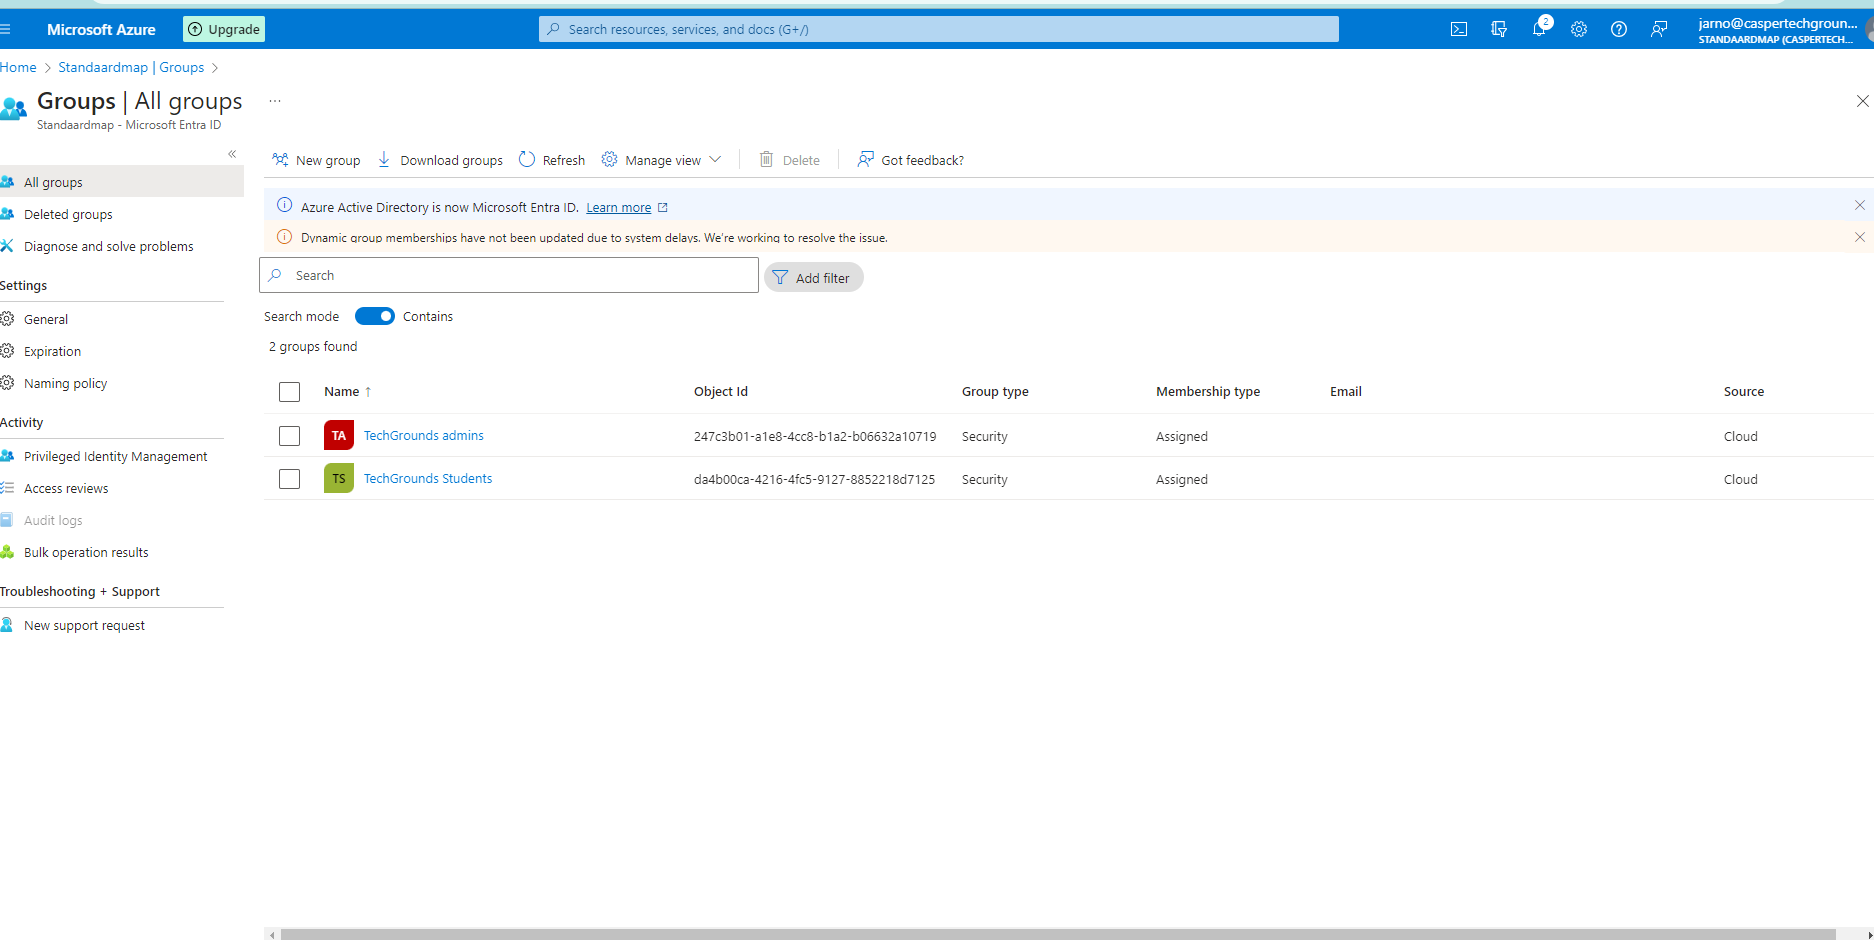 Microsoft Azure
Upgrade
Search resources, services, and docs (G+/)
2
jarno@caspertechgroun...
STANDAARDMAP (CASPERTECH...
Home > Standaardmap | Groups >
Groups | All groups ...
Standaardmap - Microsoft Entra ID
«
All groups
Deleted groups
Diagnose and solve problems
Settings
General
Expiration
Naming policy
Activity
Privileged Identity Management
Access reviews
Audit logs
Bulk operation results
Troubleshooting + Support
New support request
New group
Download groups
Refresh
Manage view
Delete
Got feedback?
Azure Active Directory is now Microsoft Entra ID. Learn more
Dynamic group memberships have not been updated due to system delays. We're working to resolve the issue.
Search
Add filter
Search mode
Contains
2 groups found
Name ↑ Object Id Group type Membership type Email Source
TA TechGrounds admins 247c3b01-a1e8-4cc8-b1a2-b06632a10719 Security Assigned Cloud
TS TechGrounds Students da4b00ca-4216-4fc5-9127-8852218d7125 Security Assigned Cloud